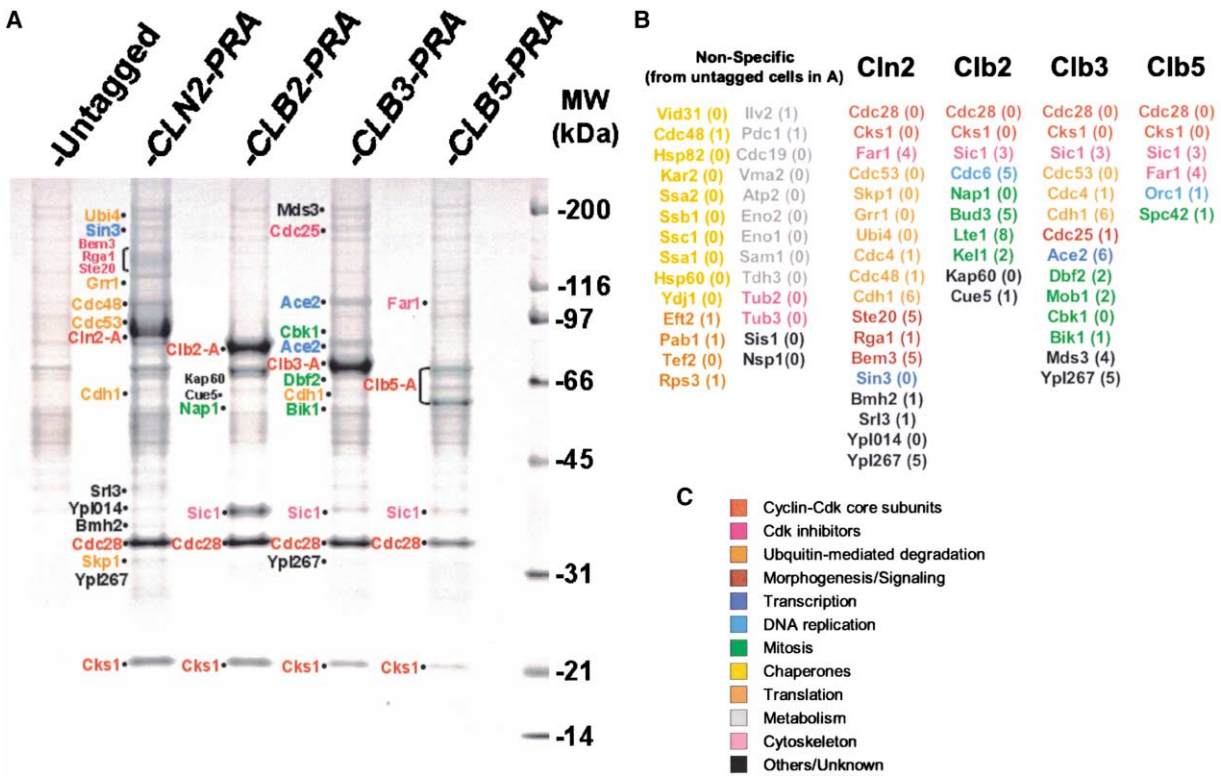 A
-Untagged
-CLN2-PRA
-CLB2-PRA
-CLB3-PRA
-CLB5-PRA
MW
(kDa)
Ubi4
Sin3
Bem3
Rga1
Ste20
Grr1
Cdc48
Cdc53
Cln2-A
Cdh1
Srl3
Ypl014
Bmh2
Cdc28
Skp1
Ypl267
Cks1
Clb2-A
Kap60
Cue5
Nap1
Sic1
Cdc28
Cks1
Mds3
Cdc25
Ace2
Cbk1
Ace2
Clb3-A
Dbf2
Cdh1
Bik1
Sic1
Cdc28
Ypl267
Cks1
Far1
Clb5-A
Sic1
Cdc28
Cks1
-200
-116
-97
-66
-45
-31
-21
-14
B
Non-Specific
(from untagged cells in A)
Cln2 Clb2 Clb3 Clb5
Vid31 (0) Ilv2 (1) Cdc28 (0) Cdc28 (0) Cdc28 (0) Cdc28 (0)
Cdc48 (1) Pdc1 (1) Cks1 (0) Cks1 (0) Cks1 (0) Cks1 (0)
Hsp82 (0) Cdc19 (0) Far1 (4) Sic1 (3) Sic1 (3) Sic1 (3)
Kar2 (0) Vma2 (0) Cdc53 (0) Cdc6 (5) Cdc53 (0) Far1 (4)
Ssa2 (0) Atp2 (0) Skp1 (0) Nap1 (0) Cdc4 (1) Orc1 (1)
Ssb1 (0) Eno2 (0) Grr1 (0) Bud3 (5) Cdh1 (6) Spc42 (1)
Ssc1 (0) Eno1 (0) Ubi4 (0) Lte1 (8) Cdc25 (1)
Ssa1 (0) Sam1 (0) Cdc4 (1) Kel1 (2) Ace2 (6)
Hsp60 (0) Tdh3 (0) Cdc48 (1) Kap60 (0) Dbf2 (2)
Ydj1 (0) Tub2 (0) Cdh1 (6) Cue5 (1) Mob1 (2)
Eft2 (1) Tub3 (0) Ste20 (5) Cbk1 (0)
Pab1 (1) Sis1 (0) Rga1 (1) Bik1 (1)
Tef2 (0) Nsp1(0) Bem3 (5) Mds3 (4)
Rps3 (1) Sin3 (0) Ypl267 (5)
Bmh2 (1)
Srl3 (1)
Ypl014 (0)
Ypl267 (5)
C
Cyclin-Cdk core subunits
Cdk inhibitors
Ubquitin-mediated degradation
Morphogenesis/Signaling
Transcription
DNA replication
Mitosis
Chaperones
Translation
Metabolism
Cytoskeleton
Others/Unknown